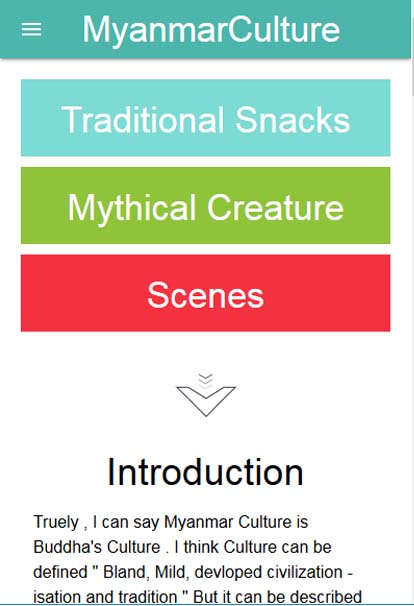 MyanmarCulture
Traditional Snacks
Mythical Creature
Scenes
Introduction
Truely , I can say Myanmar Culture is
Buddha's Culture . I think Culture can be
defined " Bland, Mild, devloped civilization -
isation and tradition " But it can be described